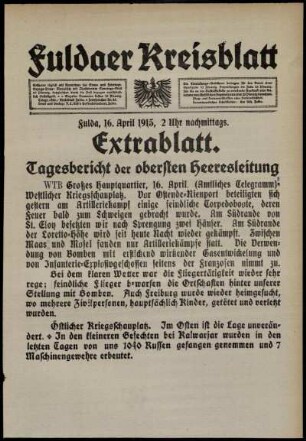 Fuldaer Kreisblatt
Fulda, 16. April 1915, 2 Uhr nachmittags.
Extrablatt.
Tagesbericht der obersten Heeresleitung
WTB Großes Hauptquartier, 16. April (Amtliches Telegramm)
Westlicher Kriegsschauplatz. Der Ostende-Nieuport beteiligten sich
gestern am Artilleriekampf einige feindliche Torpedoboote, deren
Feuer bald zum Schweigen gebracht wurde. Am Südrande von
St. Eloy besetzten wir nach Sprengung zwei Häuser. Am Südrande
der Loretto-Höhe wird seit heute Nacht wieder gekämpft. Zwischen
Maas und Mosel fanden nur Artilleriekämpfe statt. Die Verwen-
dung von Bomben mit erstickend wirkender Gasentwickelung und
von Infanterie-Explosivgeschossen seitens der Franzosen nimmt zu.
Bei dem klaren Wetter war die Fliegertätigkeit wieder sehr
rege; feindliche Flieger bewarfen die Ortschaften hinter unserer
Stellung mit Bomben. Auch Freiburg wurde wieder heimgesucht,
wo mehrere Zivilpersonen, hauptsächlich Kinder, getötet und verletzt
wurden.
Östlicher Kriegsschauplatz. Im Osten ist die Lage unverän-
dert. In den kleineren Gefechten bei Kalwarjar wurden in den
letzten Tagen von uns 1040 Russen gefangen genommen und 7
Maschinengewehre erbeutet.